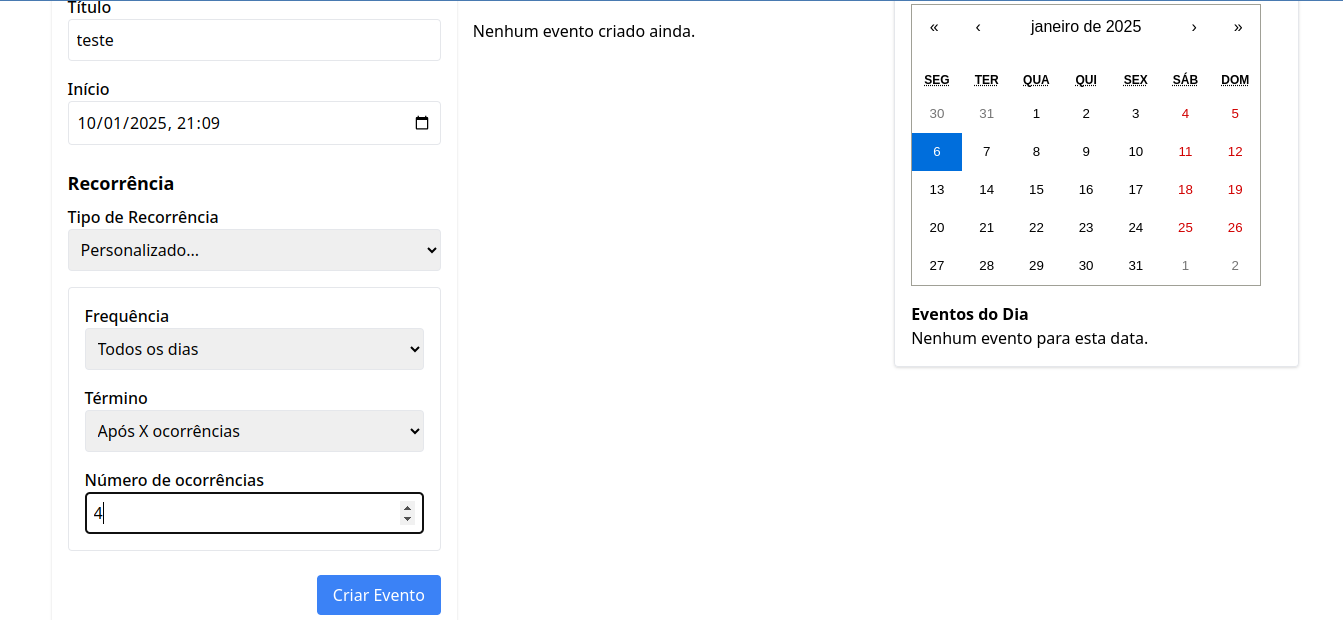 Título
teste
Início
10/01/2025, 21:09
Recorrência
Tipo de Recorrência
Personalizado...
Frequência
Todos os dias
Término
Após X ocorrências
Número de ocorrências
4
Criar Evento
Nenhum evento criado ainda.
« ‹ janeiro de 2025 › »
SEG TER QUA QUI SEX SÁB DOM
30 31 1 2 3 4 5
6 7 8 9 10 11 12
13 14 15 16 17 18 19
20 21 22 23 24 25 26
27 28 29 30 31 1 2
Eventos do Dia
Nenhum evento para esta data.